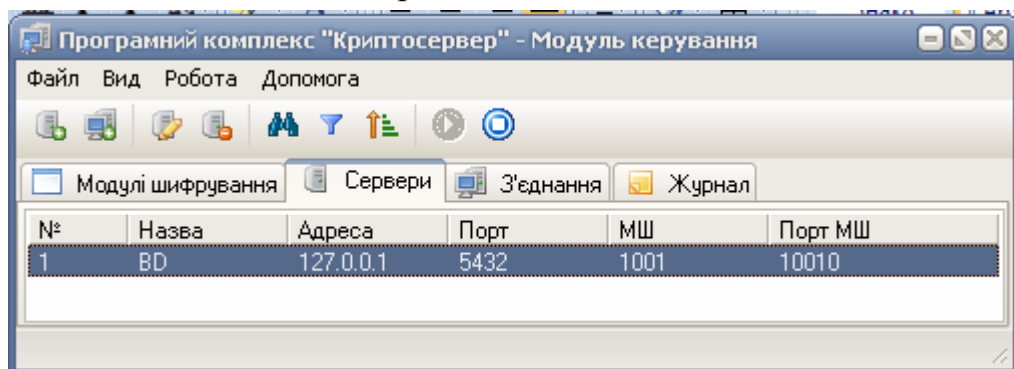 Програмний комплекс "Криптосервер" - Модуль керування
Файл Вид Робота Допомога
Модулі шифрування Сервери З'єднання Журнал
№ Назва Адреса Порт МШ Порт МШ
1 BD 127.0.0.1 5432 1001 10010